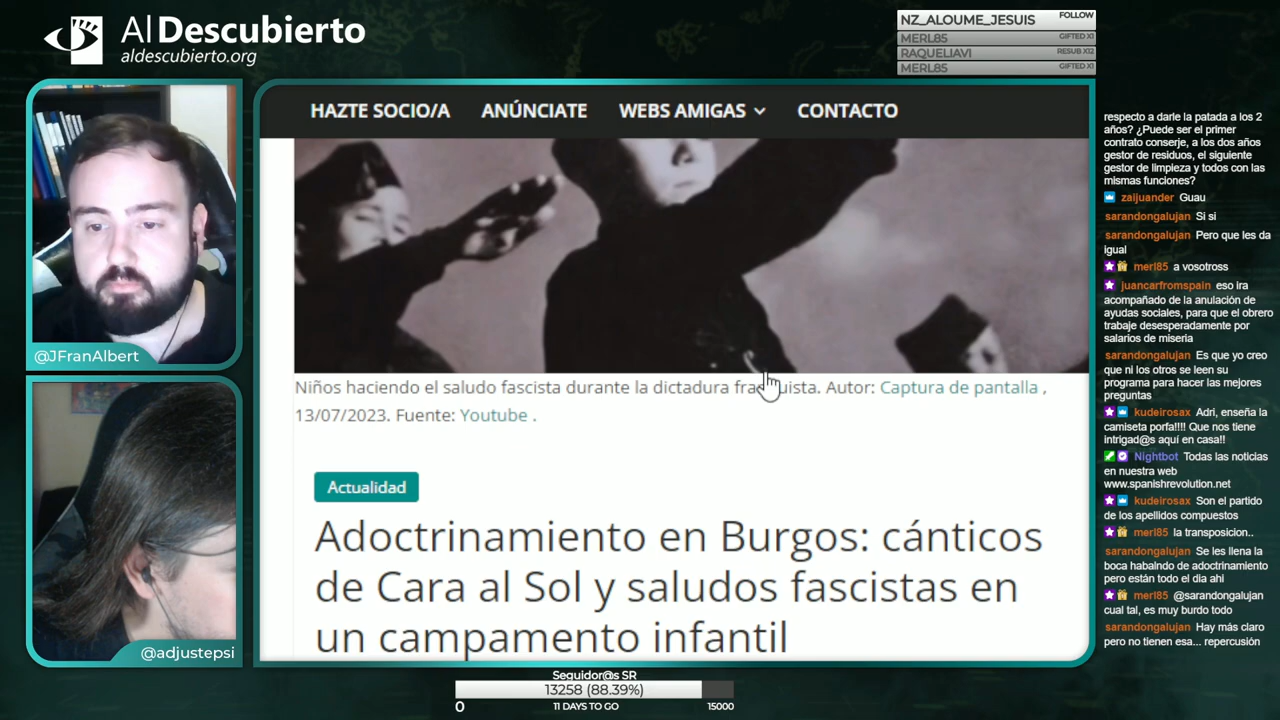 Al Descubierto
aldescubierto.org
NZ_ALOUME_JESUIS FOLLOW
MERL85 GIFTED X1
RAQUELIAVI RESUB X12
MERL85 GIFTED X1
HAZTE SOCIO/A ANÚNCIATE WEBS AMIGAS CONTACTO
@JFranAlbert
@adjustepsi
Niños haciendo el saludo fascista durante la dictadura franquista. Autor: Captura de pantalla ,
13/07/2023. Fuente: Youtube .
Actualidad
Adoctrinamiento en Burgos: cánticos
de Cara al Sol y saludos fascistas en
un campamento infantil
respecto a darle la patada a los 2
años? ¿Puede ser el primer
contrato conserje, a los dos años
gestor de residuos, el siguiente
gestor de limpieza y todos con las
mismas funciones?
zaijuander Guau
sarandongalujan Si si
sarandongalujan Pero que les da
igual
merl85 a vosotross
juancarfromspain eso ira
acompañado de la anulación de
ayudas sociales, para que el obrero
trabaje desesperadamente por
salarios de miseria
sarandongalujan Es que yo creo
que ni los otros se leen su
programa para hacer las mejores
preguntas
kudeirosax Adri, enseña la
camiseta porfa!!!! Que nos tiene
intrigad@s aquí en casa!!
Nightbot Todas las noticias
en nuestra web
www.spanishrevolution.net
kudeirosax Son el partido
de los apellidos compuestos
merl85 la transposicion..
sarandongalujan Se les llena la
boca habalndo de adoctrinamiento
pero están todo el dia ahi
merl85 @sarandongalujan
cual tal, es muy burdo todo
sarandongalujan Hay más claro
pero no tienen esa... repercusión
Seguidor@s SR
13258 (88.39%)
0 11 DAYS TO GO 15000